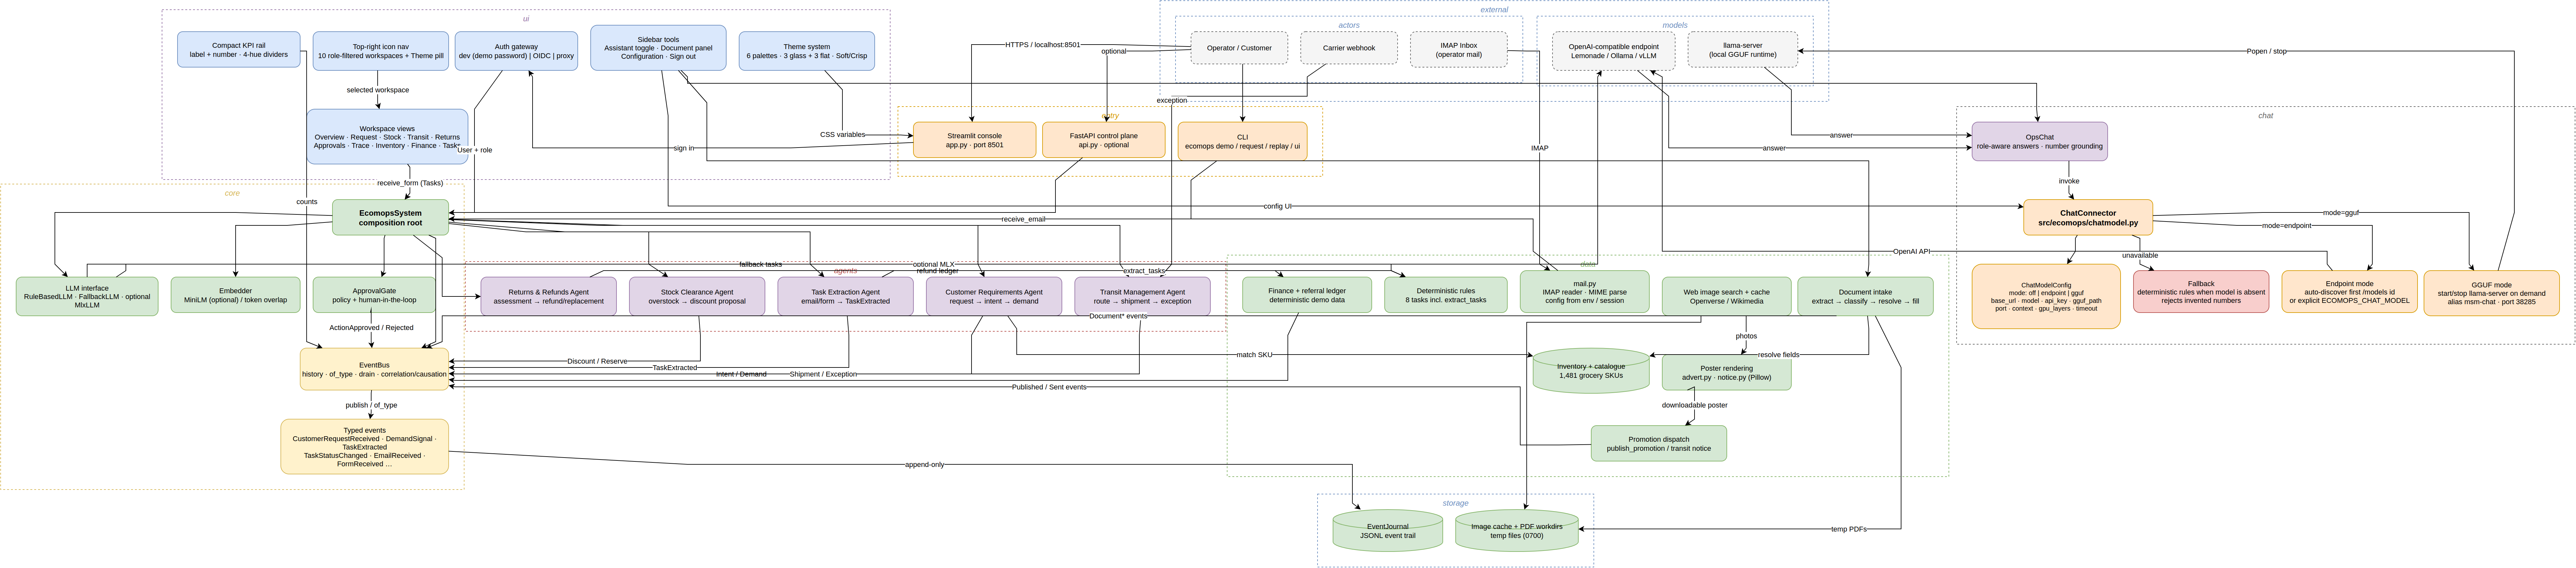 ui
Compact KPI rail
label + number · 4-hue dividers
Top-right icon nav
10 role-filtered workspaces + Theme pill
Auth gateway
dev (demo password) | OIDC | proxy
Sidebar tools
Assistant toggle · Document panel
Configuration · Sign out
Theme system
6 palettes · 3 glass + 3 flat · Soft/Crisp
selected workspace
Workspace views
Overview · Request · Stock · Transit · Returns
Approvals · Trace · Inventory · Finance · Tasks
User + role
CSS variables
sign in
receive_form (Tasks)
counts
external
actors
Operator / Customer
Carrier webhook
IMAP Inbox
(operator mail)
models
OpenAI-compatible endpoint
Lemonade / Ollama / vLLM
llama-server
(local GGUF runtime)
HTTPS / localhost:8501
optional
exception
IMAP
Popen / stop
answer
answer
entry
Streamlit console
app.py · port 8501
FastAPI control plane
api.py · optional
CLI
ecomops demo / request / replay / ui
chat
OpsChat
role-aware answers · number grounding
invoke
ChatConnector
src/ecomops/chatmodel.py
mode=gguf
mode=endpoint
unavailable
OpenAI API
config UI
ChatModelConfig
mode: off | endpoint | gguf
base_url · model · api_key · gguf_path
port · context · gpu_layers · timeout
Fallback
deterministic rules when model is absent
rejects invented numbers
Endpoint mode
auto-discover first /models id
or explicit ECOMOPS_CHAT_MODEL
GGUF mode
start/stop llama-server on demand
alias msm-chat · port 38285
core
EcomopsSystem
composition root
receive_email
LLM interface
RuleBasedLLM · FallbackLLM · optional
MlxLLM
Embedder
MiniLM (optional) / token overlap
ApprovalGate
policy + human-in-the-loop
ActionApproved / Rejected
EventBus
history · of_type · drain · correlation/causation
publish / of_type
Typed events
CustomerRequestReceived · DemandSignal ·
TaskExtracted
TaskStatusChanged · EmailReceived ·
FormReceived …
fallback tasks
optional MLX
refund ledger
extract_tasks
agents
Returns & Refunds Agent
assessment → refund/replacement
Stock Clearance Agent
overstock → discount proposal
Task Extraction Agent
email/form → TaskExtracted
Customer Requirements Agent
request → intent → demand
Transit Management Agent
route → shipment → exception
Document* events
Discount / Reserve
TaskExtracted
Intent / Demand
Shipment / Exception
Published / Sent events
match SKU
append-only
data
Finance + referral ledger
deterministic demo data
Deterministic rules
8 tasks incl. extract_tasks
mail.py
IMAP reader · MIME parse
config from env / session
Web image search + cache
Openverse / Wikimedia
Document intake
extract → classify → resolve → fill
photos
resolve fields
Inventory + catalogue
1,481 grocery SKUs
Poster rendering
advert.py · notice.py (Pillow)
downloadable poster
Promotion dispatch
publish_promotion / transit notice
storage
EventJournal
JSONL event trail
Image cache + PDF workdirs
temp files (0700)
temp PDFs